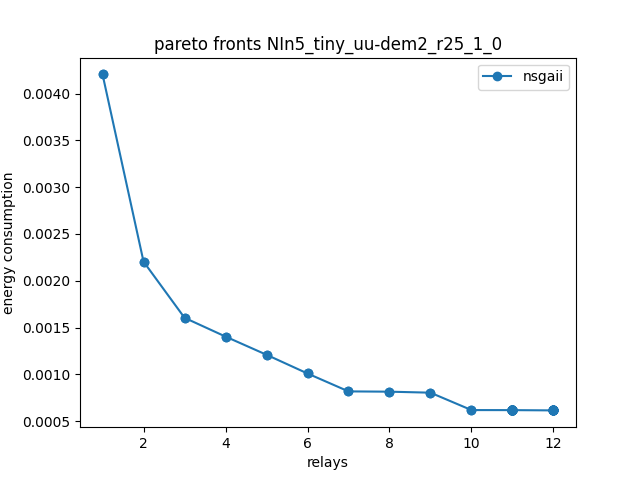 pareto fronts NIn5_tiny_uu-dem2_r25_1_0
nsgaii
energy consumption
0.0040
0.0035
0.0030
0.0025
0.0020
0.0015
0.0010
0.0005
2 4 6 8 10 12
relays